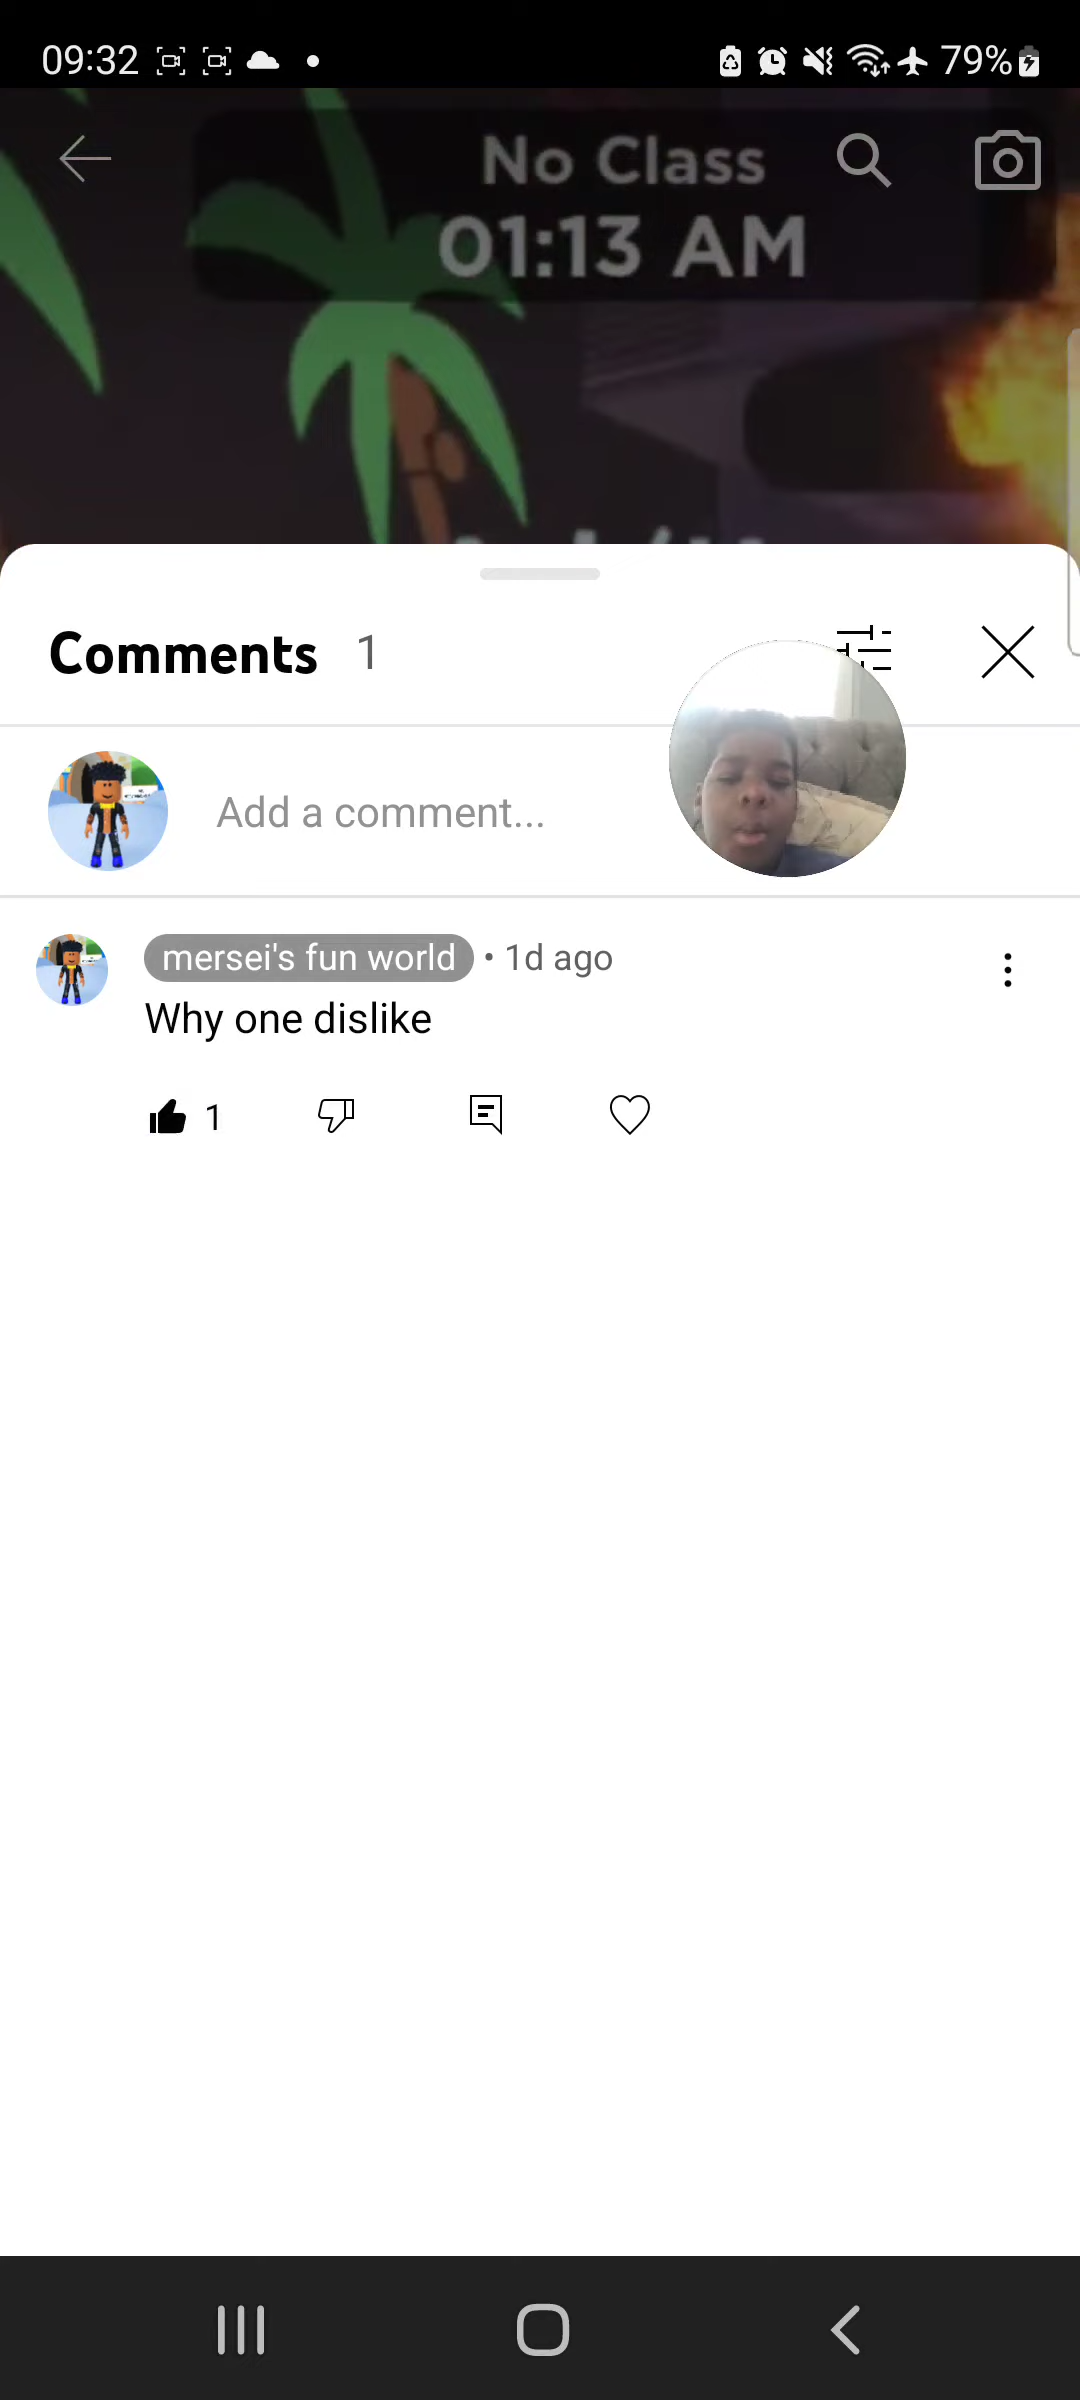 09:32
79%
No Class
01:13 AM
Comments 1
Add a comment...
mersei's fun world • 1d ago
Why one dislike
1